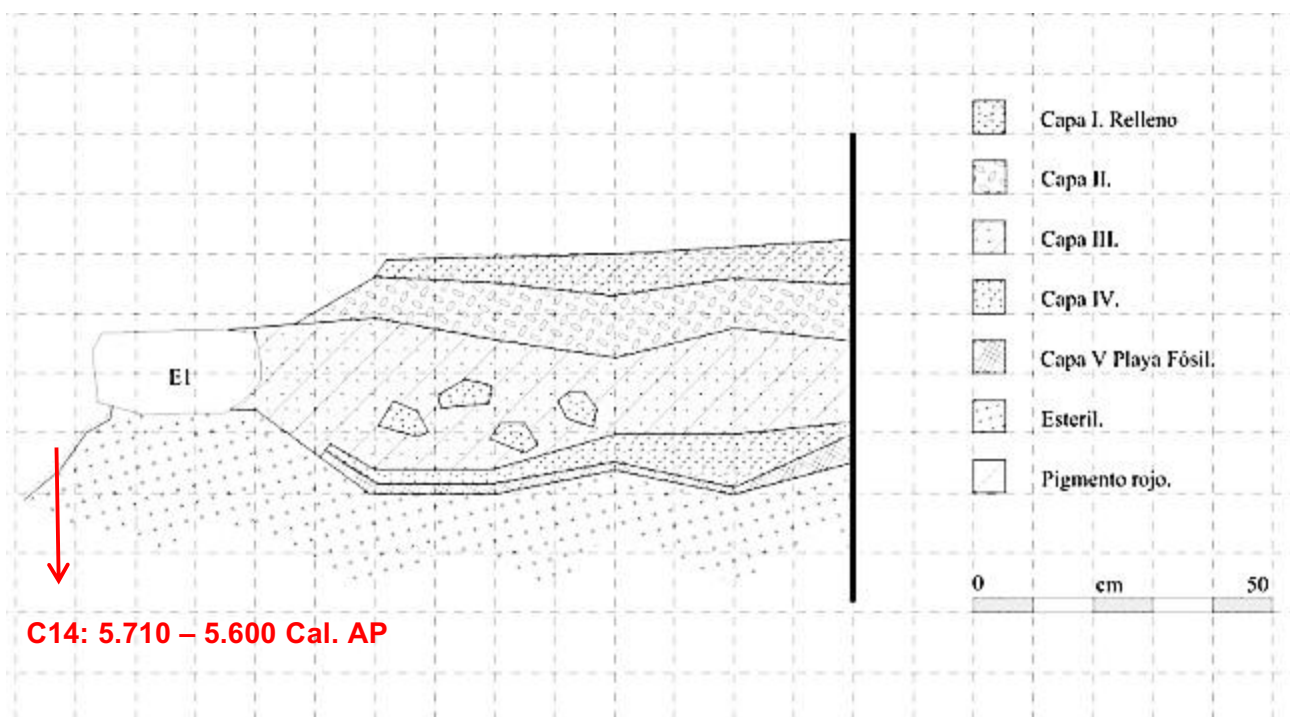 Capa I. Relleno
Capa II.
Capa III.
Capa IV.
Capa V Playa Fósil.
Esteril.
Pigmento rojo.
E1
0 cm 50
C14: 5.710 – 5.600 Cal. AP